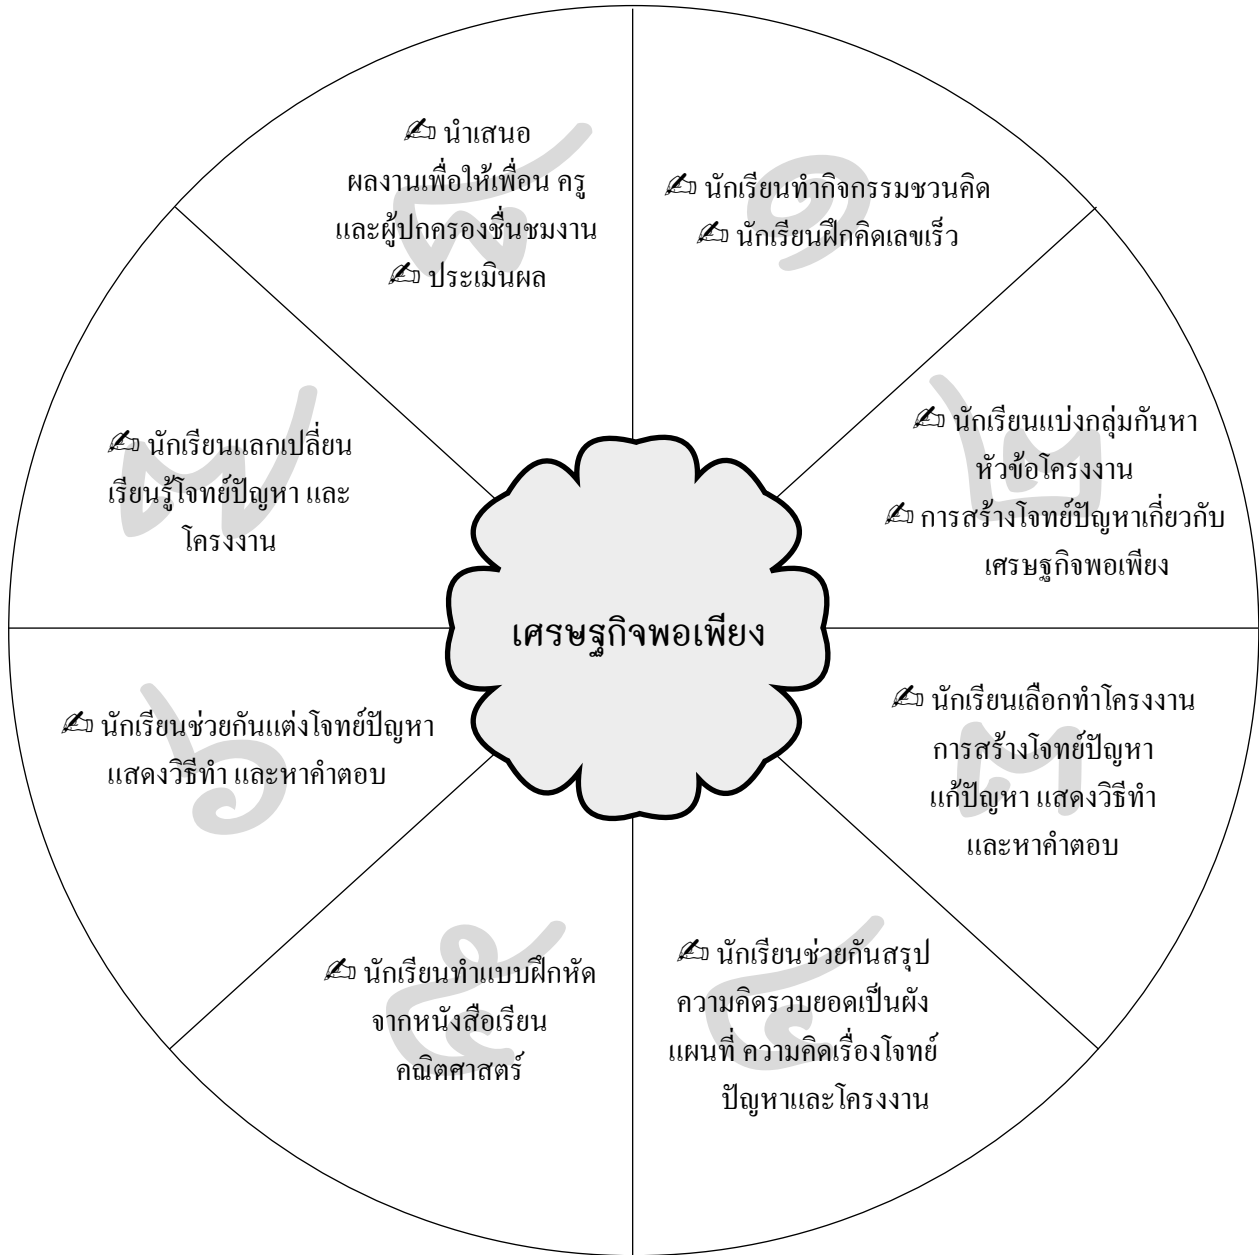 ๑
✍ นักเรียนทำกิจกรรมชวนคิด
✍ นักเรียนฝึกคิดเลขเร็ว
๒
✍ นักเรียนแบ่งกลุ่มกันหา
หัวข้อโครงงาน
✍ การสร้างโจทย์ปัญหาเกี่ยวกับ
เศรษฐกิจพอเพียง
๓
✍ นักเรียนเลือกทำโครงงาน
การสร้างโจทย์ปัญหา
แก้ปัญหา แสดงวิธีทำ
และหาคำตอบ
๔
✍ นักเรียนช่วยกันสรุป
ความคิดรวบยอดเป็นผัง
แผนที่ ความคิดเรื่องโจทย์
ปัญหาและโครงงาน
๕
✍ นักเรียนทำแบบฝึกหัด
จากหนังสือเรียน
คณิตศาสตร์
๖
✍ นักเรียนช่วยกันแต่งโจทย์ปัญหา
แสดงวิธีทำ และหาคำตอบ
๗
✍ นักเรียนแลกเปลี่ยน
เรียนรู้โจทย์ปัญหา และ
โครงงาน
๘
✍ นำเสนอ
ผลงานเพื่อให้เพื่อน ครู
และผู้ปกครองชื่นชมงาน
✍ ประเมินผล
เศรษฐกิจพอเพียง